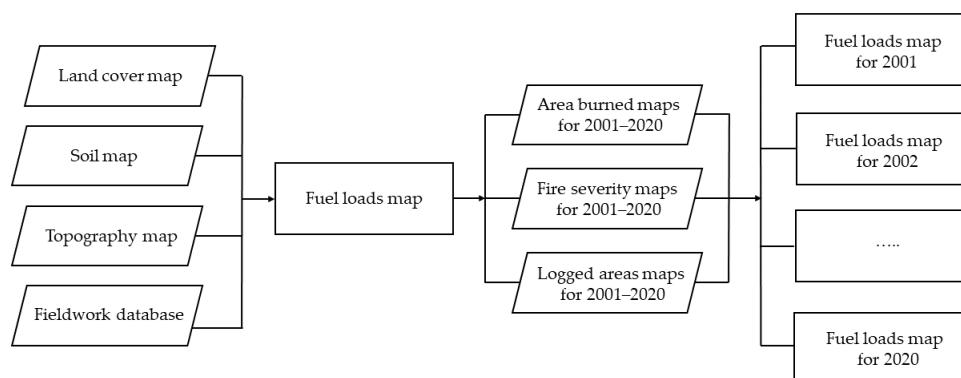 Land cover map
Soil map
Topography map
Fieldwork database
Fuel loads map
Area burned maps
for 2001–2020
Fire severity maps
for 2001–2020
Logged areas maps
for 2001–2020
Fuel loads map
for 2001
Fuel loads map
for 2002
…..
Fuel loads map
for 2020